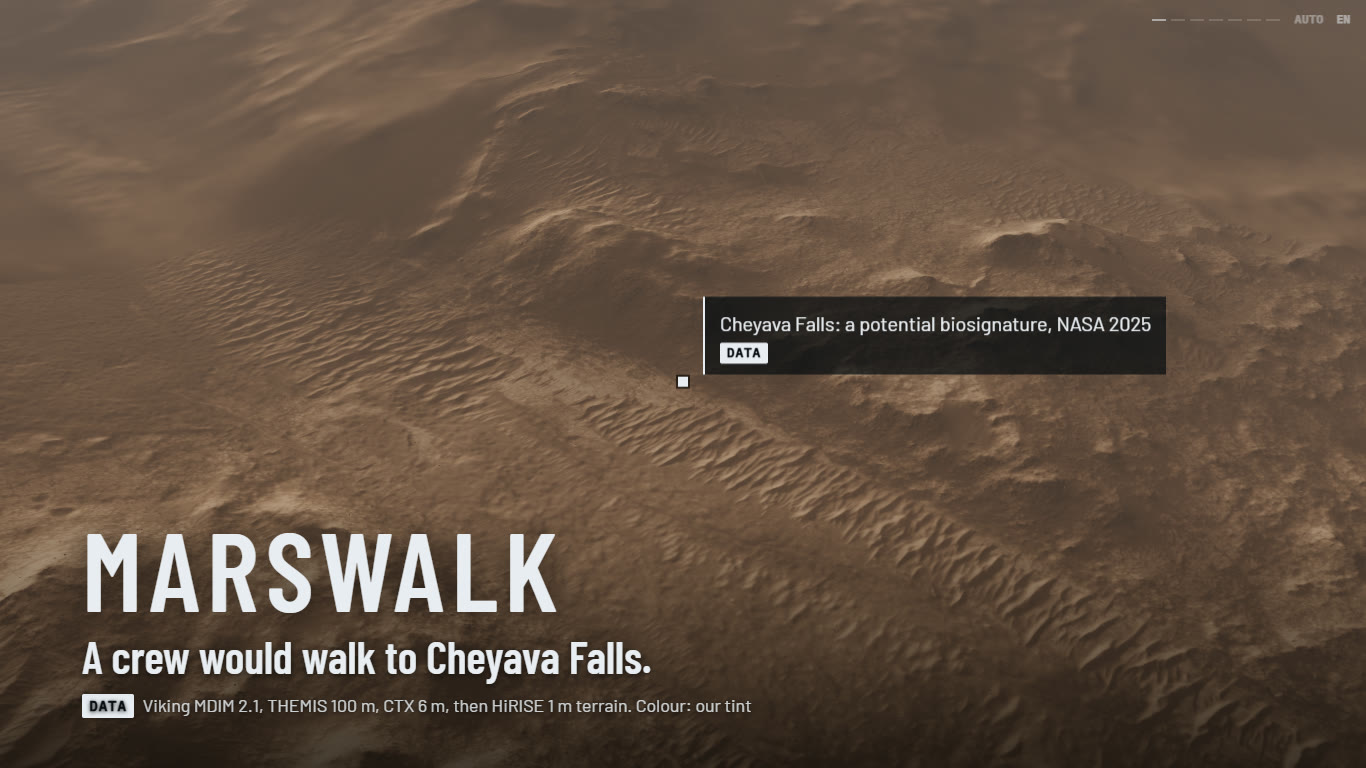 AUTO EN
Cheyava Falls: a potential biosignature, NASA 2025
DATA
MARSWALK
A crew would walk to Cheyava Falls.
DATA Viking MDIM 2.1, THEMIS 100 m, CTX 6 m, then HiRISE 1 m terrain. Colour: our tint